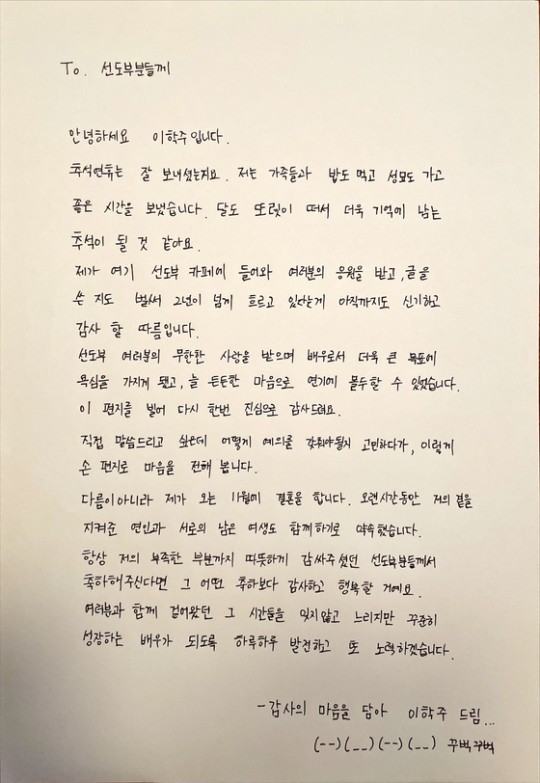 To. 선도부분들께
안녕하세요 이학주입니다.
추석연휴는 잘 보내셨는지요. 저는 가족들과 밥도 먹고 성묘도 가고
좋은 시간을 보냈습니다. 달도 또렷이 떠서 더욱 기억에 남는
추석이 될 것 같아요.
제가 여기 선도부 카페에 들어와 여러분의 응원을 받고, 글을
쓴 지도 벌써 2년이 넘게 흐르고 있다는게 아직까지도 신기하고
감사 할 따름입니다.
선도부 여러분의 무한한 사랑을 받으며 배우로서 더욱 큰 목표에
욕심을 가지게 됐고, 늘 든든한 마음으로 연기에 몰두할 수 있었습니다.
이 편지를 빌어 다시 한번 진심으로 감사드려요.
직접 말씀드리고 싶은데 어떻게 예의를 갖춰야될지 고민하다가, 이렇게
손 편지로 마음을 전해 봅니다.
다름이아니라 제가 오는 11월에 결혼을 합니다. 오랜시간동안 저의 곁을
지켜준 연인과 서로의 남은 여생도 함께하기로 약속했습니다.
항상 저의 부족한 부분까지 따뜻하게 감싸주셨던 선도부분들께서
축하해주신다면 그 어떤 축하보다 감사하고 행복할 거예요.
여러분과 함께 걸어왔던 그 시간들을 잊지않고 느리지만 꾸준히
성장하는 배우가 되도록 하루하루 발전하고 또 노력하겠습니다.
-감사의 마음을 담아 이학주 드림...
(--)(__)(--)(__) 꾸벅꾸벅